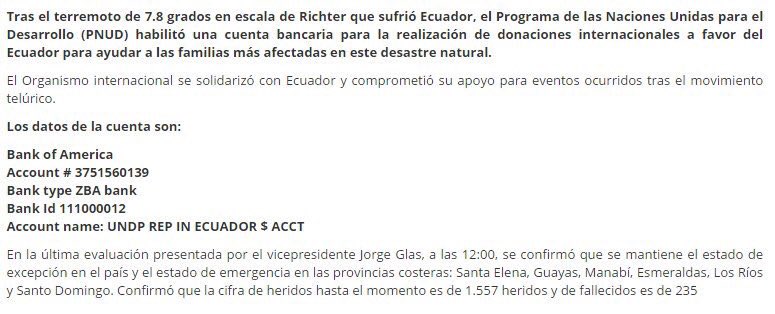 Tras el terremoto de 7.8 grados en escala de Richter que sufrió Ecuador, el Programa de las Naciones Unidas para el
Desarrollo (PNUD) habilitó una cuenta bancaria para la realización de donaciones internacionales a favor del
Ecuador para ayudar a las familias más afectadas en este desastre natural.
El Organismo internacional se solidarizó con Ecuador y comprometió su apoyo para eventos ocurridos tras el movimiento
telúrico.
Los datos de la cuenta son:
Bank of America
Account # 3751560139
Bank type ZBA bank
Bank Id 111000012
Account name: UNDP REP IN ECUADOR $ ACCT
En la última evaluación presentada por el vicepresidente Jorge Glas, a las 12:00, se confirmó que se mantiene el estado de
excepción en el país y el estado de emergencia en las provincias costeras: Santa Elena, Guayas, Manabí, Esmeraldas, Los Ríos
y Santo Domingo. Confirmó que la cifra de heridos hasta el momento es de 1.557 heridos y de fallecidos es de 235